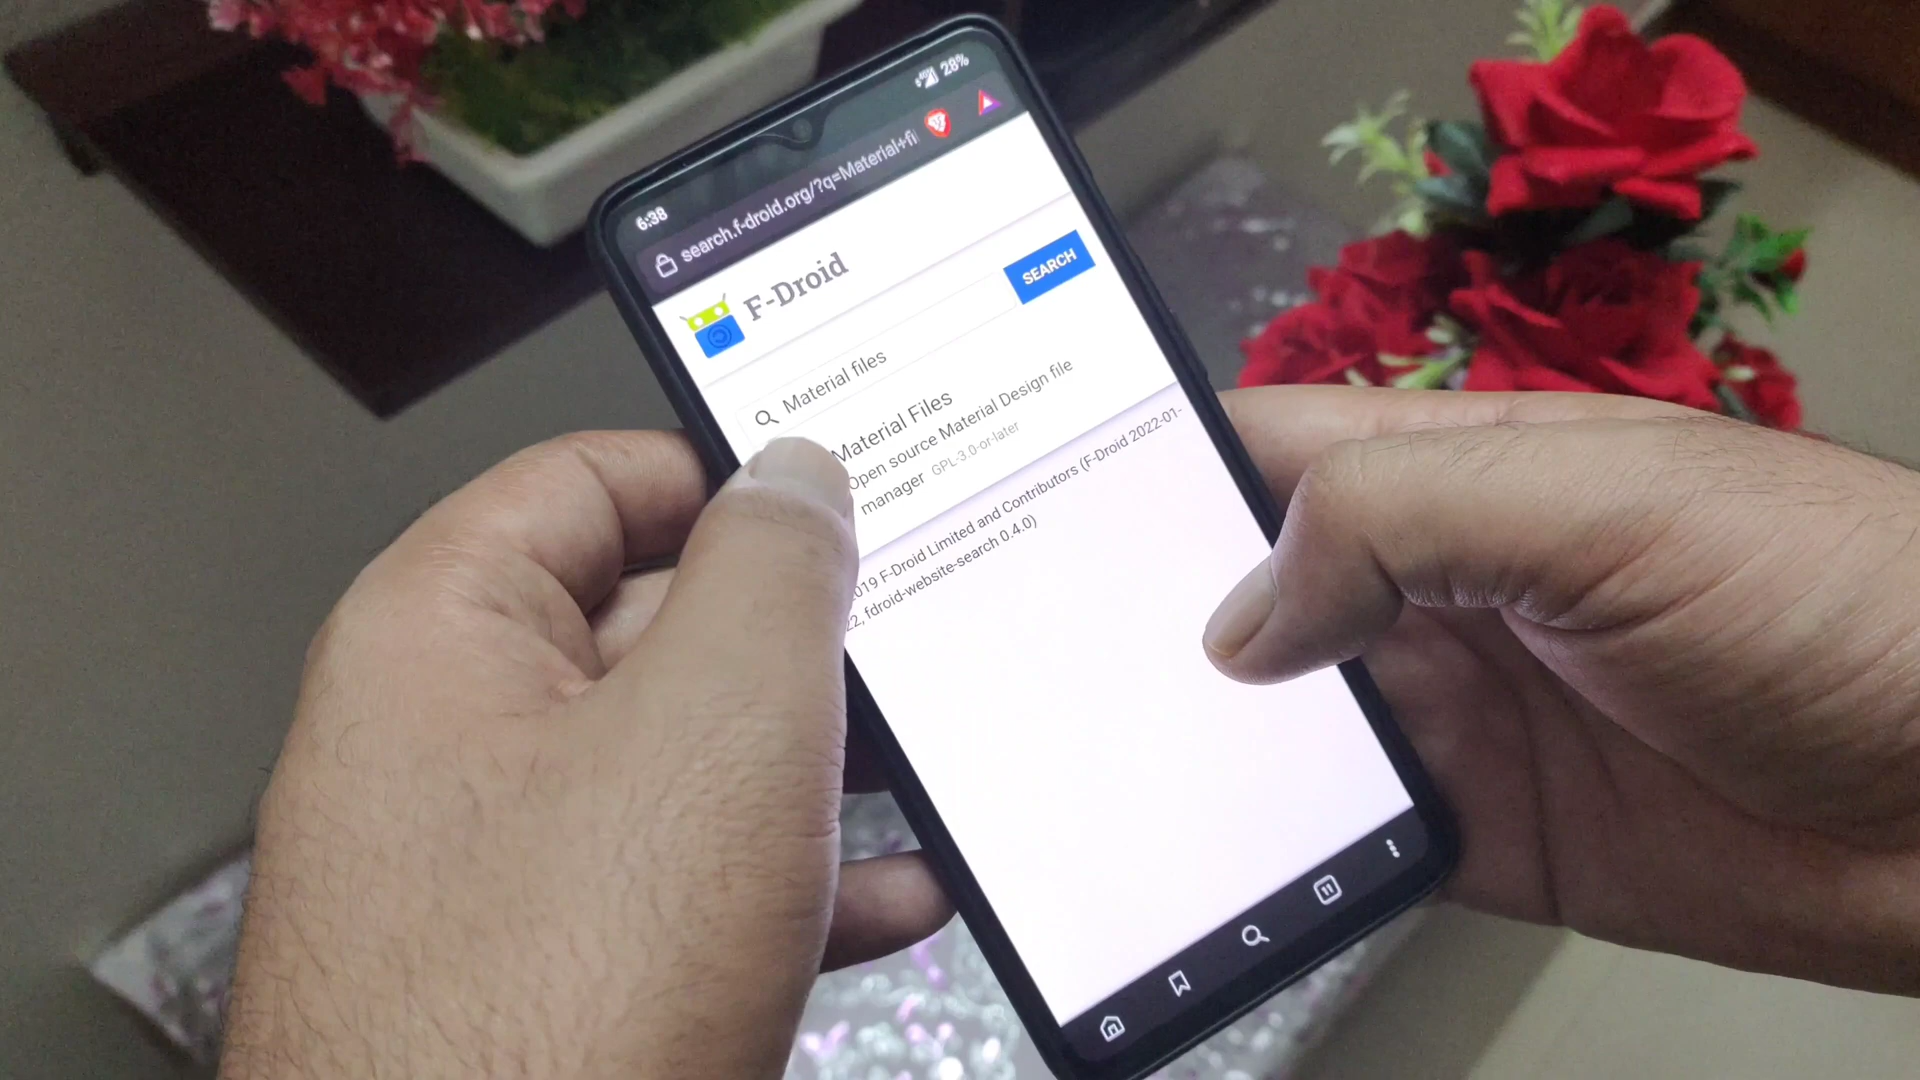 6:38
28%
search.f-droid.org/?q=Material+fi
F-Droid
Material files
SEARCH
Material Files
Open source Material Design file
manager GPL-3.0-or-later
019 F-Droid Limited and Contributors (F-Droid 2022-01-
22, fdroid-website-search 0.4.0)
11